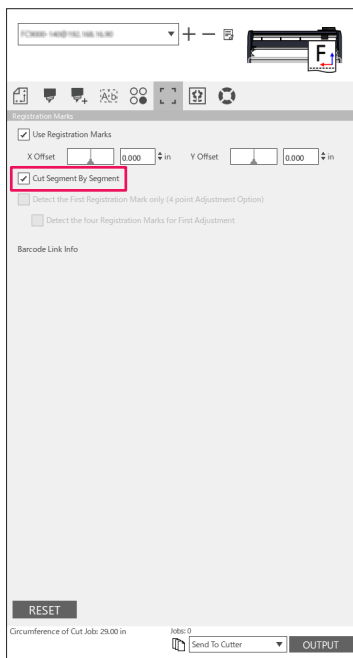 F
A·b
Registration Marks
Use Registration Marks
X Offset 0.000 in Y Offset 0.000 in
Cut Segment By Segment
Detect the First Registration Mark only (4 point Adjustment Option)
Detect the four Registration Marks for First Adjustment
Barcode Link Info
RESET
Circumference of Cut Job: 29.00 in Jobs: 0
Send To Cutter OUTPUT